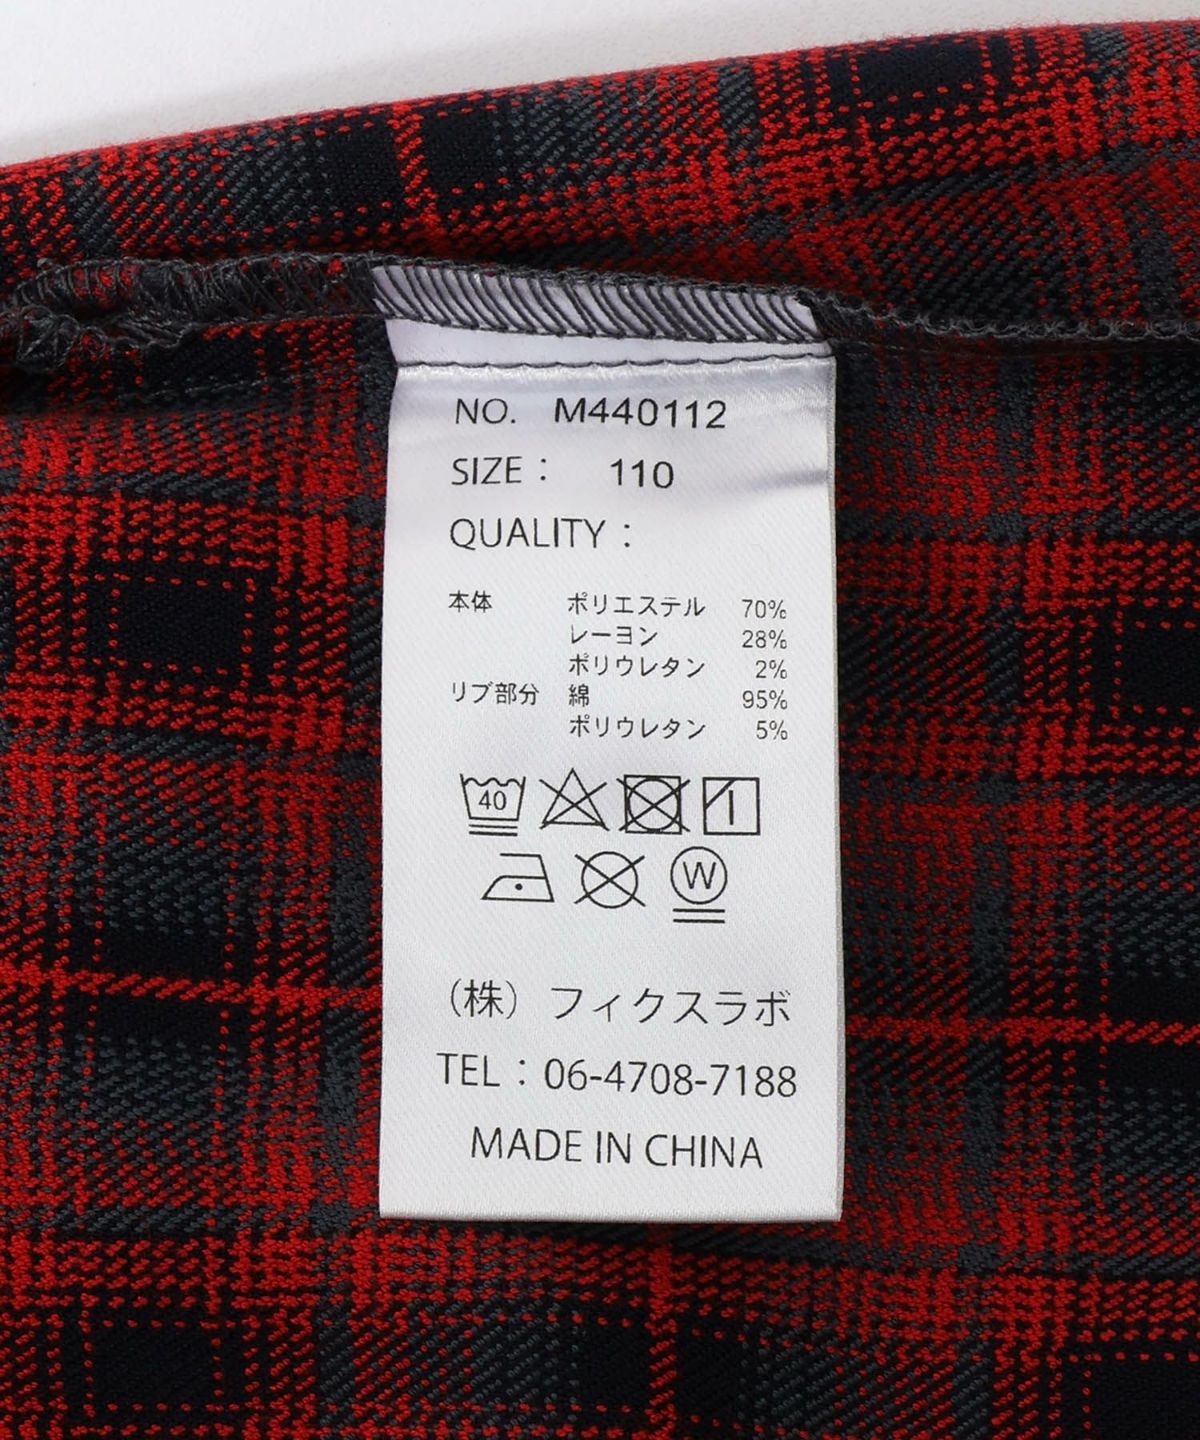 NO. M440112
SIZE : 110
QUALITY :
本体 ポリエステル 70%
レーヨン 28%
ポリウレタン 2%
リブ部分 綿 95%
ポリウレタン 5%
40
W
(株) フィクスラボ
TEL : 06-4708-7188
MADE IN CHINA